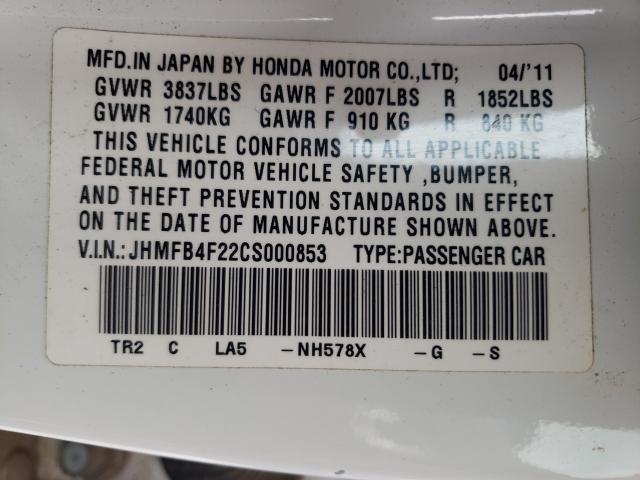 MFD.IN JAPAN BY HONDA MOTOR CO.,LTD; 04/'11
GVWR 3837LBS GAWR F 2007LBS R 1852LBS
GVWR 1740KG GAWR F 910 KG R 840 KG
THIS VEHICLE CONFORMS TO ALL APPLICABLE
FEDERAL MOTOR VEHICLE SAFETY ,BUMPER,
AND THEFT PREVENTION STANDARDS IN EFFECT
ON THE DATE OF MANUFACTURE SHOWN ABOVE.
V.I.N.:JHMFB4F22CS000853 TYPE:PASSENGER CAR
TR2 C LA5 -NH578X -G -S